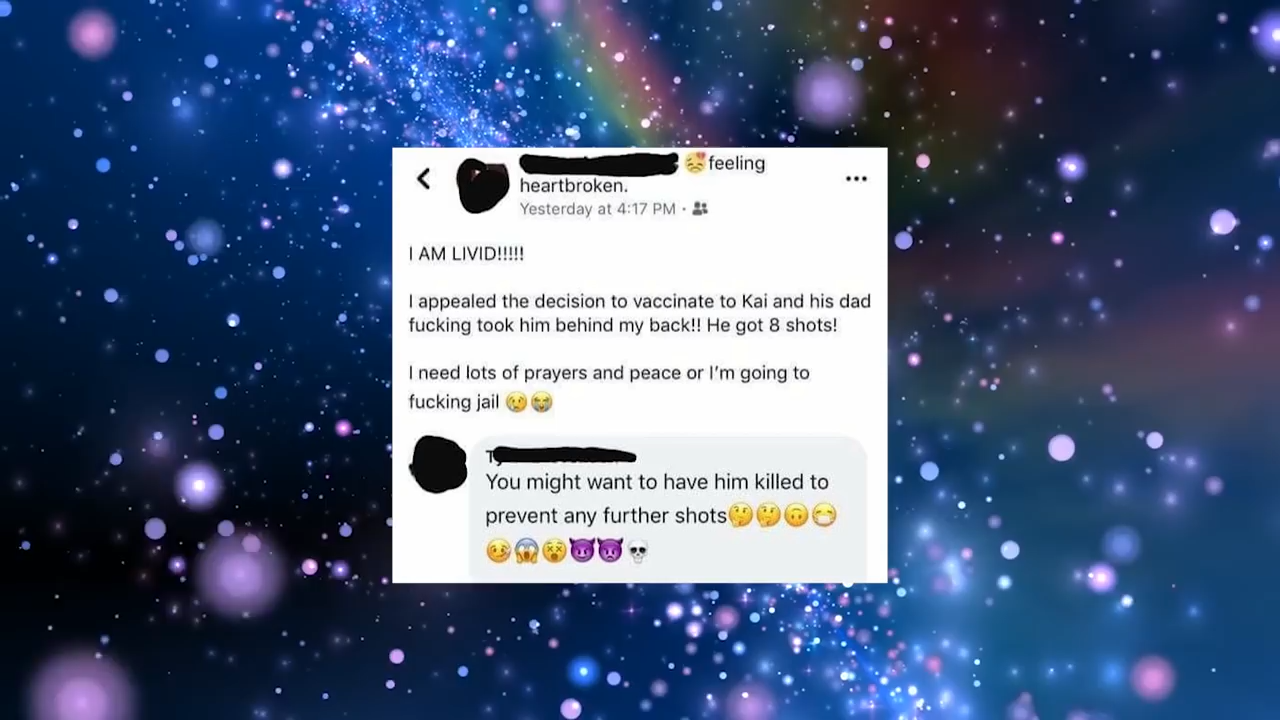 feeling
heartbroken.
Yesterday at 4:17 PM ·
I AM LIVID!!!!!
I appealed the decision to vaccinate to Kai and his dad
fucking took him behind my back!! He got 8 shots!
I need lots of prayers and peace or I’m going to
fucking jail 😢😭
You might want to have him killed to
prevent any further shots🤔🤔🙃😷
🤒😱😵😈👿💀